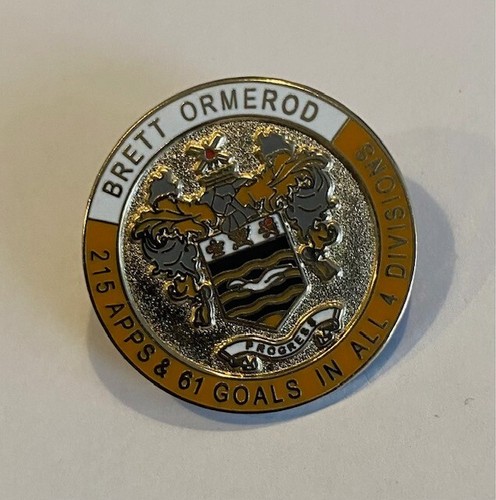 BRETT ORMEROD
215 APPS & 61 GOALS IN ALL 4 DIVISIONS
PROGRESS